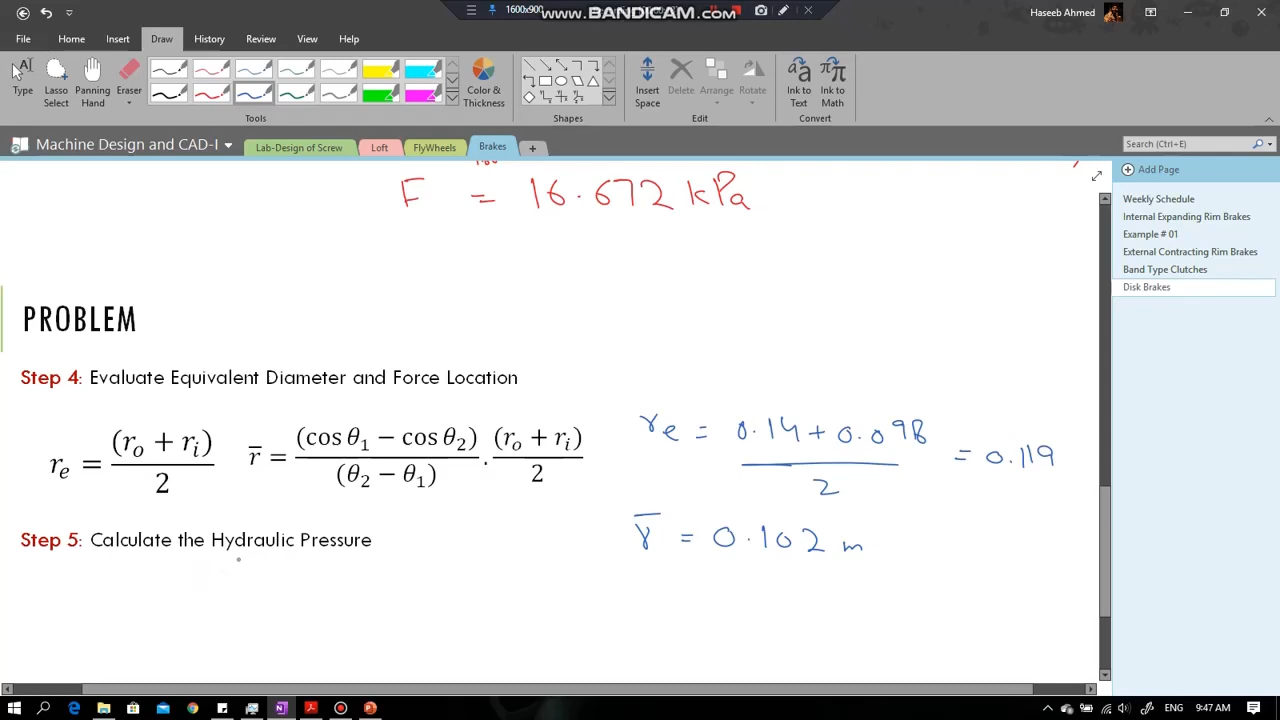 1600x900
www.BANDICAM.com
Haseeb Ahmed
File Home Insert Draw History Review View Help
Type
Lasso Select
Panning Hand
Eraser
Color & Thickness
Insert Space
Delete
Arrange
Rotate
Ink to Text
Ink to Math
Tools
Shapes
Edit
Convert
Machine Design and CAD-I
Lab-Design of Screw
Loft
FlyWheels
Brakes
Search (Ctrl+E)
F = 16.672 kPa
PROBLEM
Step 4: Evaluate Equivalent Diameter and Force Location
rₑ = (rₒ + rᵢ) / 2
r̅ = (cos θ₁ − cos θ₂) / (θ₂ − θ₁) . (rₒ + rᵢ) / 2
rₑ = 0.14 + 0.098 / 2 = 0.119
r̅ = 0.102 m
Step 5: Calculate the Hydraulic Pressure
Add Page
Weekly Schedule
Internal Expanding Rim Brakes
Example # 01
External Contracting Rim Brakes
Band Type Clutches
Disk Brakes
ENG
9:47 AM